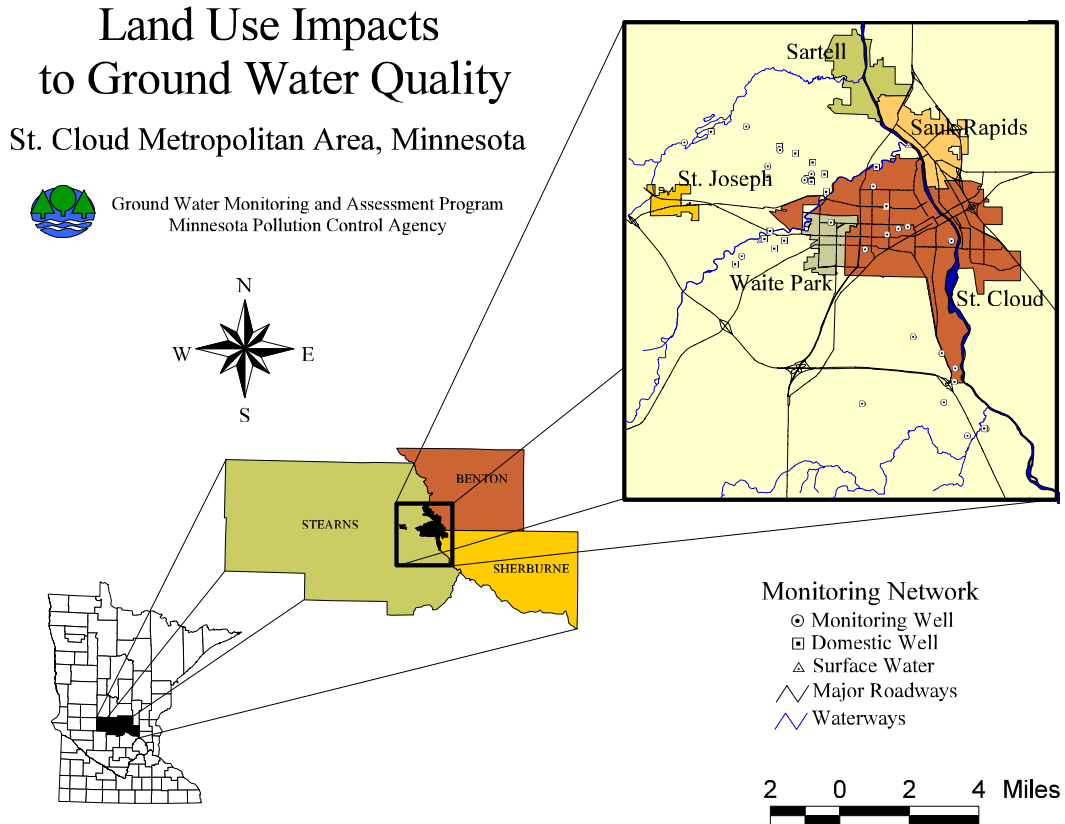 Land Use Impacts
to Ground Water Quality
St. Cloud Metropolitan Area, Minnesota
Ground Water Monitoring and Assessment Program
Minnesota Pollution Control Agency
N
W
E
S
Sartell
Sauk Rapids
St. Joseph
Waite Park
St. Cloud
BENTON
STEARNS
SHERBURNE
Monitoring Network
Monitoring Well
Domestic Well
Surface Water
Major Roadways
Waterways
2 0 2 4 Miles